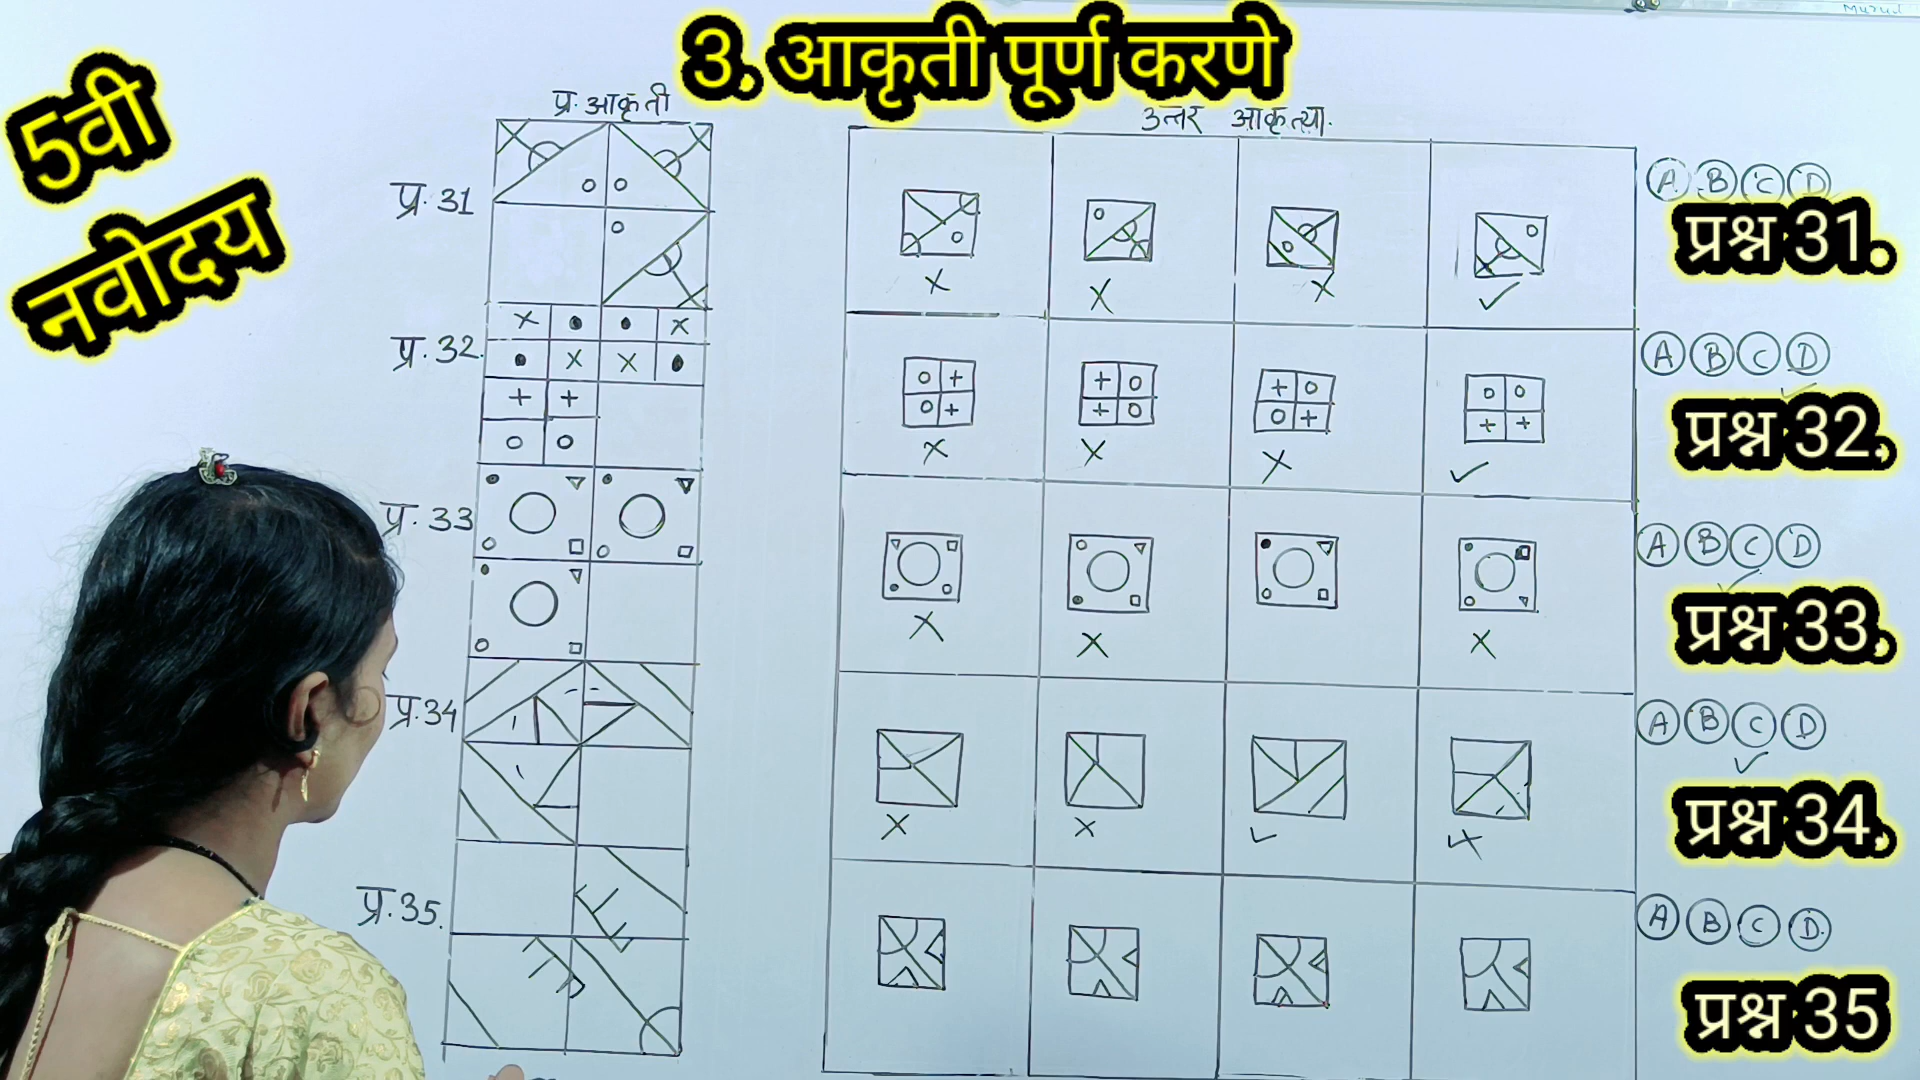 3. आकृती पूर्ण करणे
5वी
नवोदय
प्र. आकृती
उत्तर आकृत्या.
प्र. 31
A B C D
प्रश्न 31.
प्र. 32.
A B C D
प्रश्न 32.
प्र. 33
A B C D
प्रश्न 33.
प्र. 34
A B C D
प्रश्न 34.
प्र. 35.
A B C D.
प्रश्न 35